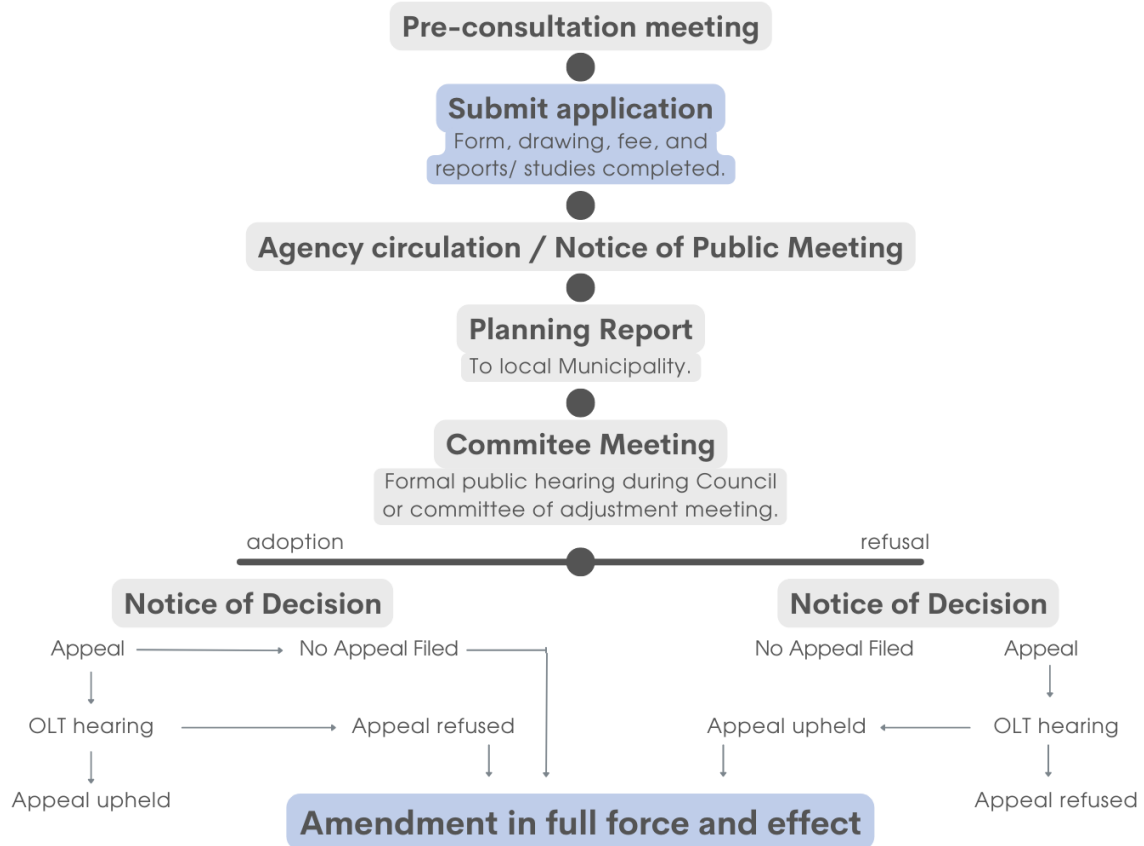 Pre-consultation meeting
Submit application
Form, drawing, fee, and
reports/ studies completed.
Agency circulation / Notice of Public Meeting
Planning Report
To local Municipality.
Commitee Meeting
Formal public hearing during Council
or committee of adjustment meeting.
adoption
refusal
Notice of Decision
Notice of Decision
Appeal
No Appeal Filed
No Appeal Filed
Appeal
OLT hearing
Appeal refused
Appeal upheld
OLT hearing
Appeal upheld
Appeal refused
Amendment in full force and effect